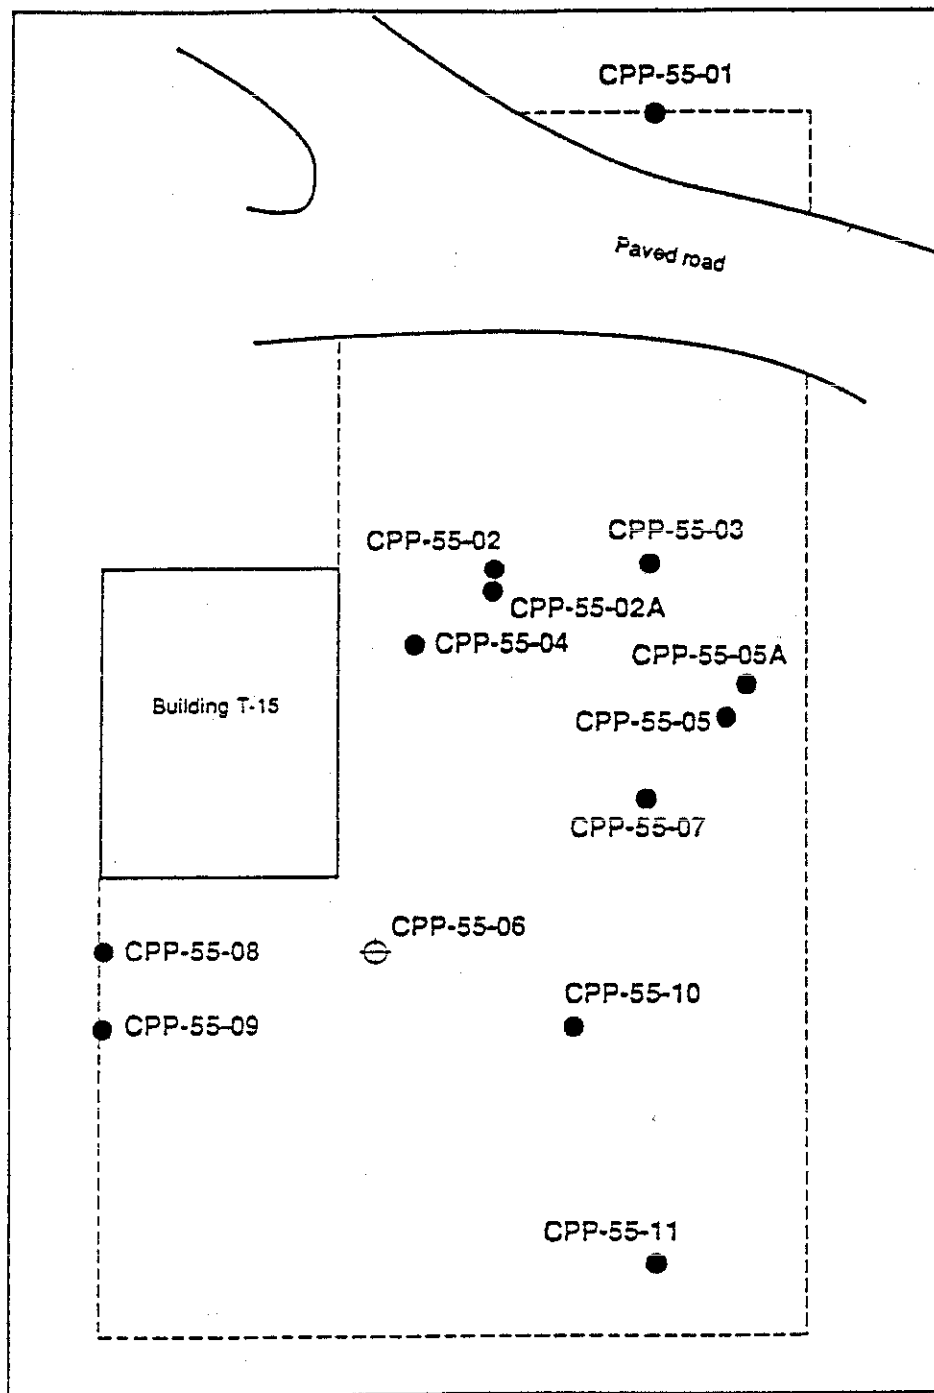 CPP-55-01
Paved road
CPP-55-02
CPP-55-03
CPP-55-02A
CPP-55-04
CPP-55-05A
Building T-15
CPP-55-05
CPP-55-07
CPP-55-06
CPP-55-08
CPP-55-10
CPP-55-09
CPP-55-11